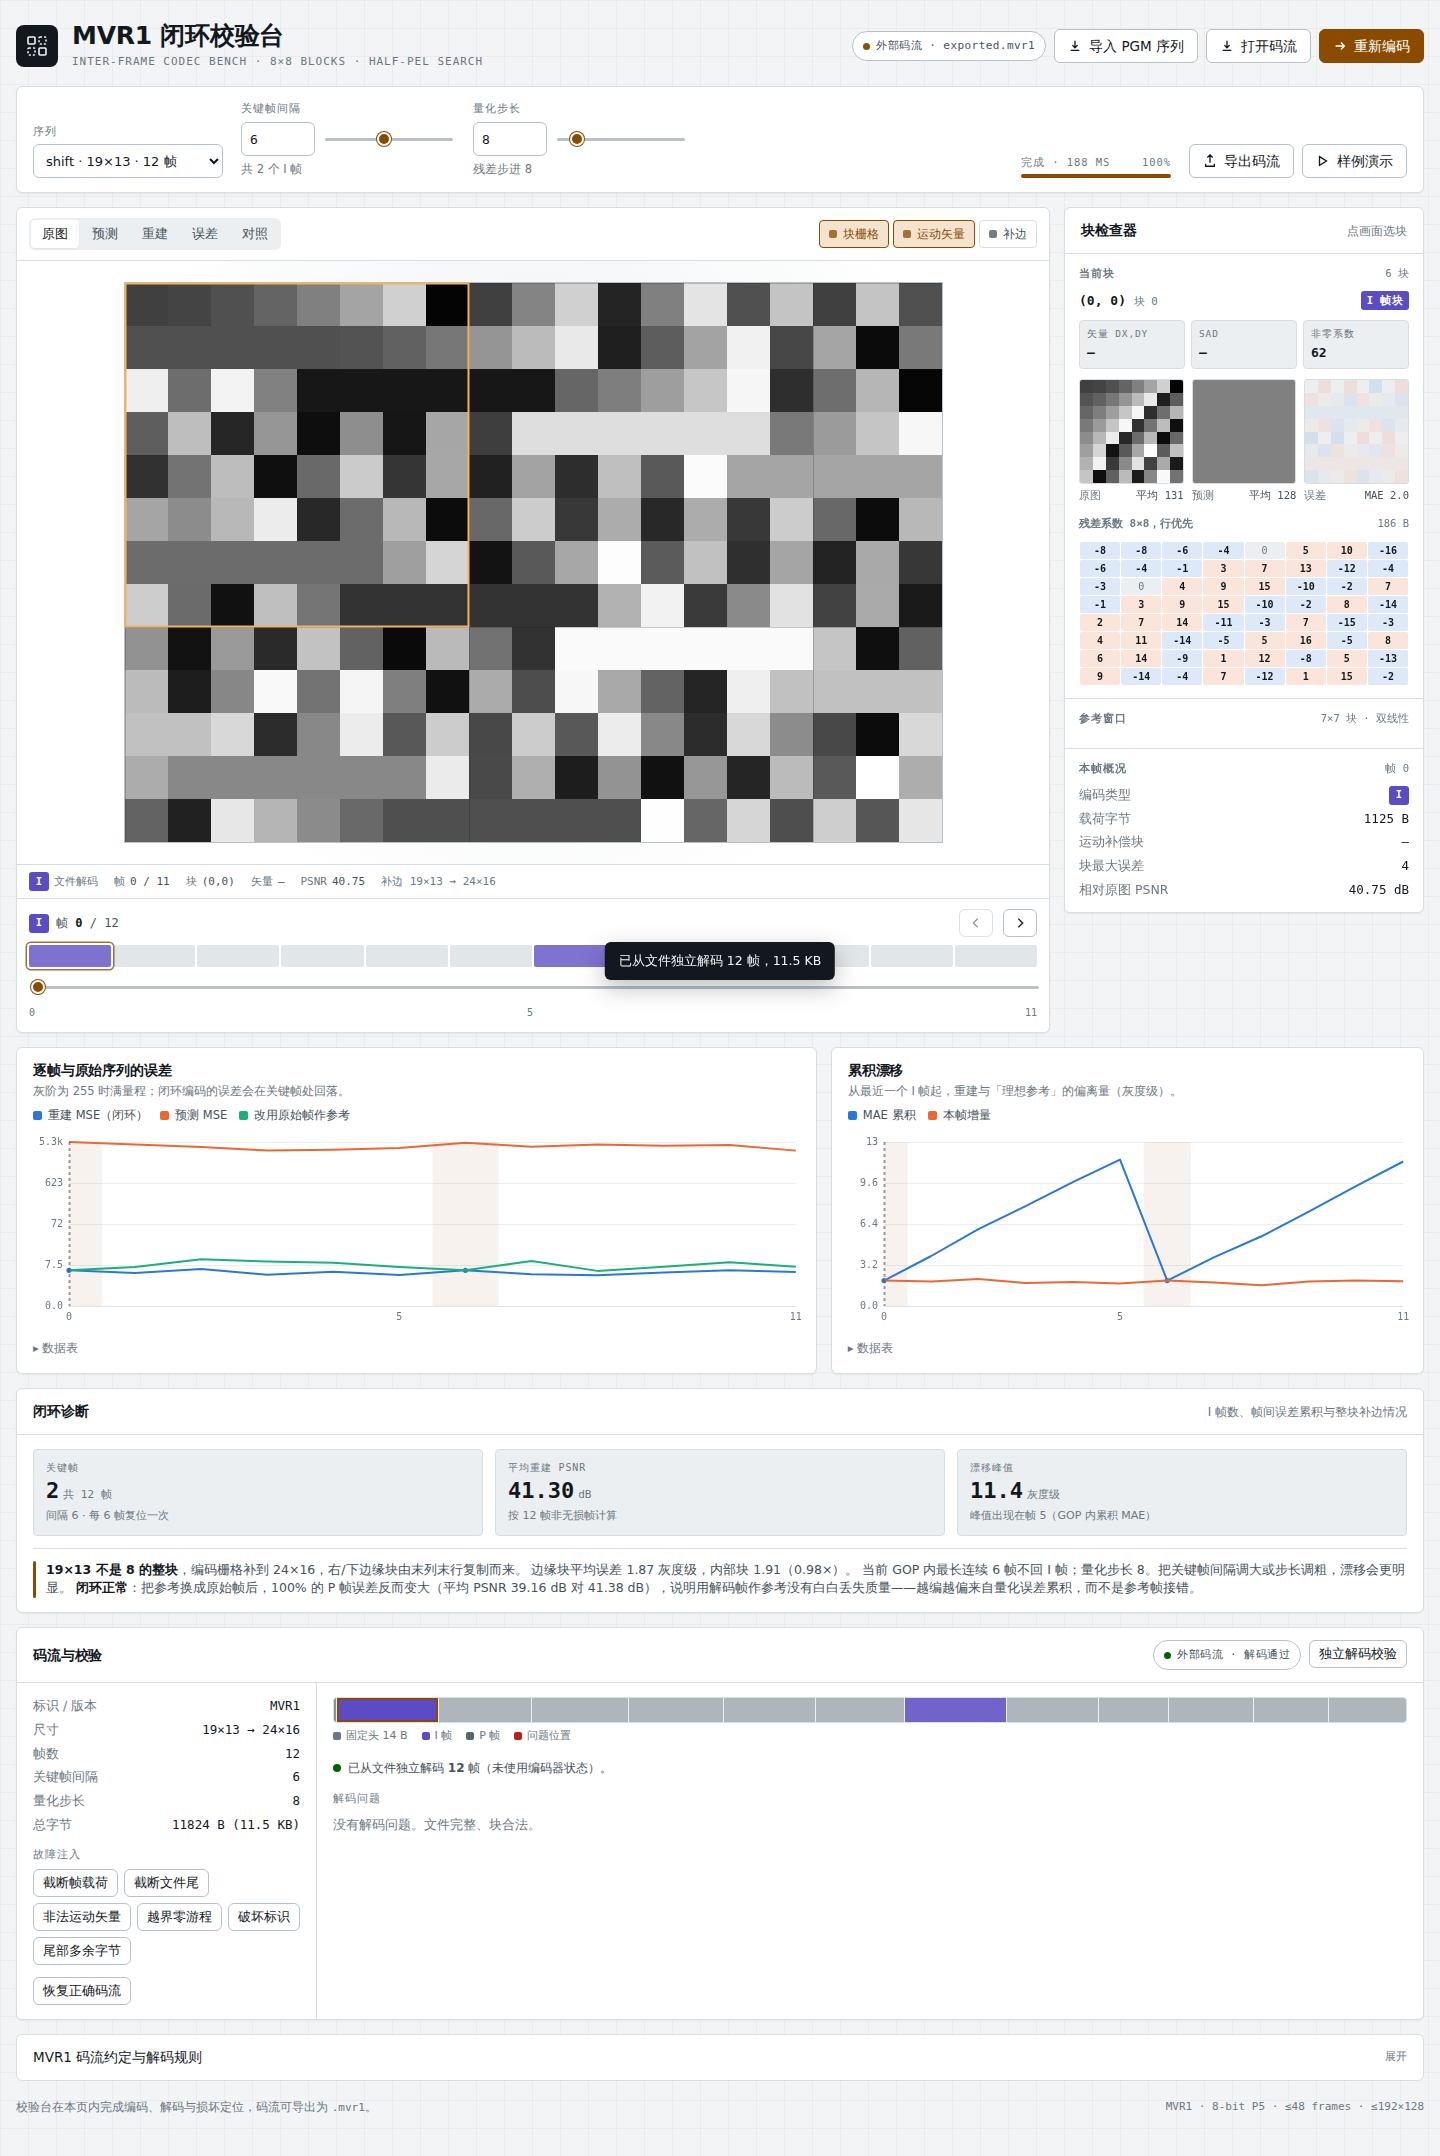 MVR1 闭环校验台
INTER-FRAME CODEC BENCH · 8×8 BLOCKS · HALF-PEL SEARCH
外部码流 · exported.mvr1
导入 PGM 序列
打开码流
重新编码
序列
shift · 19×13 · 12 帧
关键帧间隔
6
共 2 个 I 帧
量化步长
8
残差步进 8
完成 · 188 MS 100%
导出码流
样例演示
原图 预测 重建 误差 对照
块栅格 运动矢量 补边
I 文件解码 帧 0 / 11 块 (0,0) 矢量 — PSNR 40.75 补边 19×13 → 24×16
I 帧 0 / 12
已从文件独立解码 12 帧，11.5 KB
0 5 11
块检查器 点画面选块
当前块 6 块
(0, 0) 块 0 I 帧块
矢量 DX,DY
—
SAD
—
非零系数
62
原图 平均 131 预测 平均 128 误差 MAE 2.0
残差系数 8×8，行优先 186 B
-8 -8 -6 -4 0 5 10 -16
-6 -4 -1 3 7 13 -12 -4
-3 0 4 9 15 -10 -2 7
-1 3 9 15 -10 -2 8 -14
2 7 14 -11 -3 7 -15 -3
4 11 -14 -5 5 16 -5 8
6 14 -9 1 12 -8 5 -13
9 -14 -4 7 -12 1 15 -2
参考窗口 7×7 块 · 双线性
本帧概况 帧 0
编码类型 I
载荷字节 1125 B
运动补偿块 —
块最大误差 4
相对原图 PSNR 40.75 dB
逐帧与原始序列的误差
灰阶为 255 时满量程；闭环编码的误差会在关键帧处回落。
重建 MSE（闭环） 预测 MSE 改用原始帧作参考
5.3k
623
72
7.5
0.0
0 5 11
▸ 数据表
累积漂移
从最近一个 I 帧起，重建与「理想参考」的偏离量（灰度级）。
MAE 累积 本帧增量
13
9.6
6.4
3.2
0.0
0 5 11
▸ 数据表
闭环诊断 I 帧数、帧间误差累积与整块补边情况
关键帧
2 共 12 帧
间隔 6 · 每 6 帧复位一次
平均重建 PSNR
41.30 dB
按 12 帧非无损帧计算
漂移峰值
11.4 灰度级
峰值出现在帧 5（GOP 内累积 MAE）
19×13 不是 8 的整块，编码栅格补到 24×16，右/下边缘块由末列末行复制而来。 边缘块平均误差 1.87 灰度级，内部块 1.91（0.98×）。 当前 GOP 内最长连续 6 帧不回 I 帧；量化步长 8。把关键帧间隔调大或步长调粗，漂移会更明
显。 闭环正常：把参考换成原始帧后，100% 的 P 帧误差反而变大（平均 PSNR 39.16 dB 对 41.38 dB），说明用解码帧作参考没有白白丢失质量——越编越偏来自量化误差累积，而不是参考帧接错。
码流与校验
外部码流 · 解码通过
独立解码校验
标识 / 版本 MVR1
尺寸 19×13 → 24×16
帧数 12
关键帧间隔 6
量化步长 8
总字节 11824 B (11.5 KB)
故障注入
截断帧载荷 截断文件尾
非法运动矢量 越界零游程 破坏标识
尾部多余字节
恢复正确码流
固定头 14 B I 帧 P 帧 问题位置
已从文件独立解码 12 帧（未使用编码器状态）。
解码问题
没有解码问题。文件完整、块合法。
MVR1 码流约定与解码规则 展开
校验台在本页内完成编码、解码与损坏定位，码流可导出为 .mvr1。
MVR1 · 8-bit P5 · ≤48 frames · ≤192×128